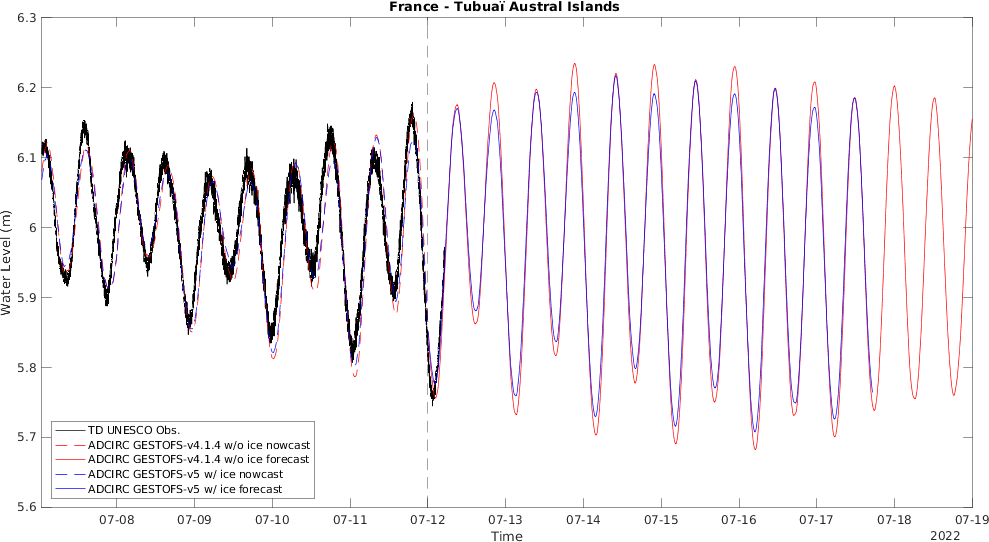 France - Tubuaï Austral Islands
6.3
6.2
6.1
6
5.9
5.8
5.7
5.6
Water Level (m)
TD UNESCO Obs.
ADCIRC GESTOFS-v4.1.4 w/o ice nowcast
ADCIRC GESTOFS-v4.1.4 w/o ice forecast
ADCIRC GESTOFS-v5 w/ ice nowcast
ADCIRC GESTOFS-v5 w/ ice forecast
07-08 07-09 07-10 07-11 07-12 07-13 07-14 07-15 07-16 07-17 07-18 07-19
Time
2022